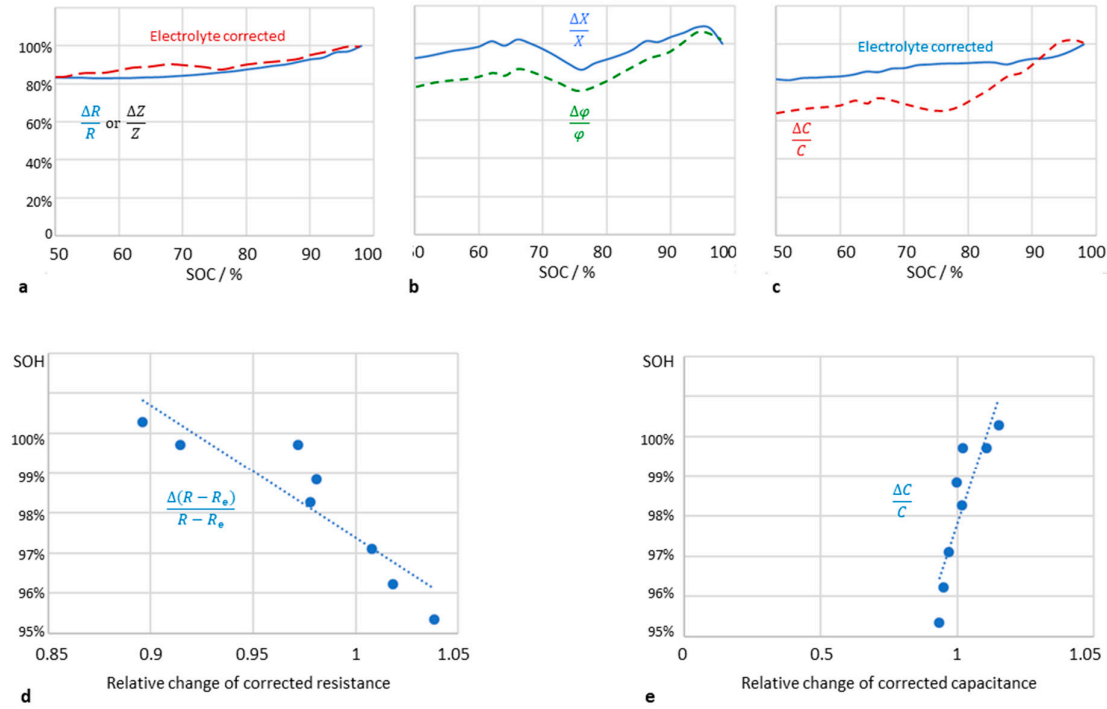 100%
80%
60%
40%
20%
0
Electrolyte corrected
ΔR/R or ΔZ/Z
50 60 70 80 90 100
SOC / %
a
ΔX/X
Δφ/φ
60 70 80 90 100
SOC / %
b
Electrolyte corrected
ΔC/C
50 60 70 80 90 100
SOC / %
c
SOH
100%
99%
98%
97%
96%
95%
Δ(R − Re)/R − Re
0.85 0.9 0.95 1 1.05
Relative change of corrected resistance
d
SOH
100%
99%
98%
97%
96%
95%
ΔC/C
0 0.5 1 1.05
Relative change of corrected capacitance
e